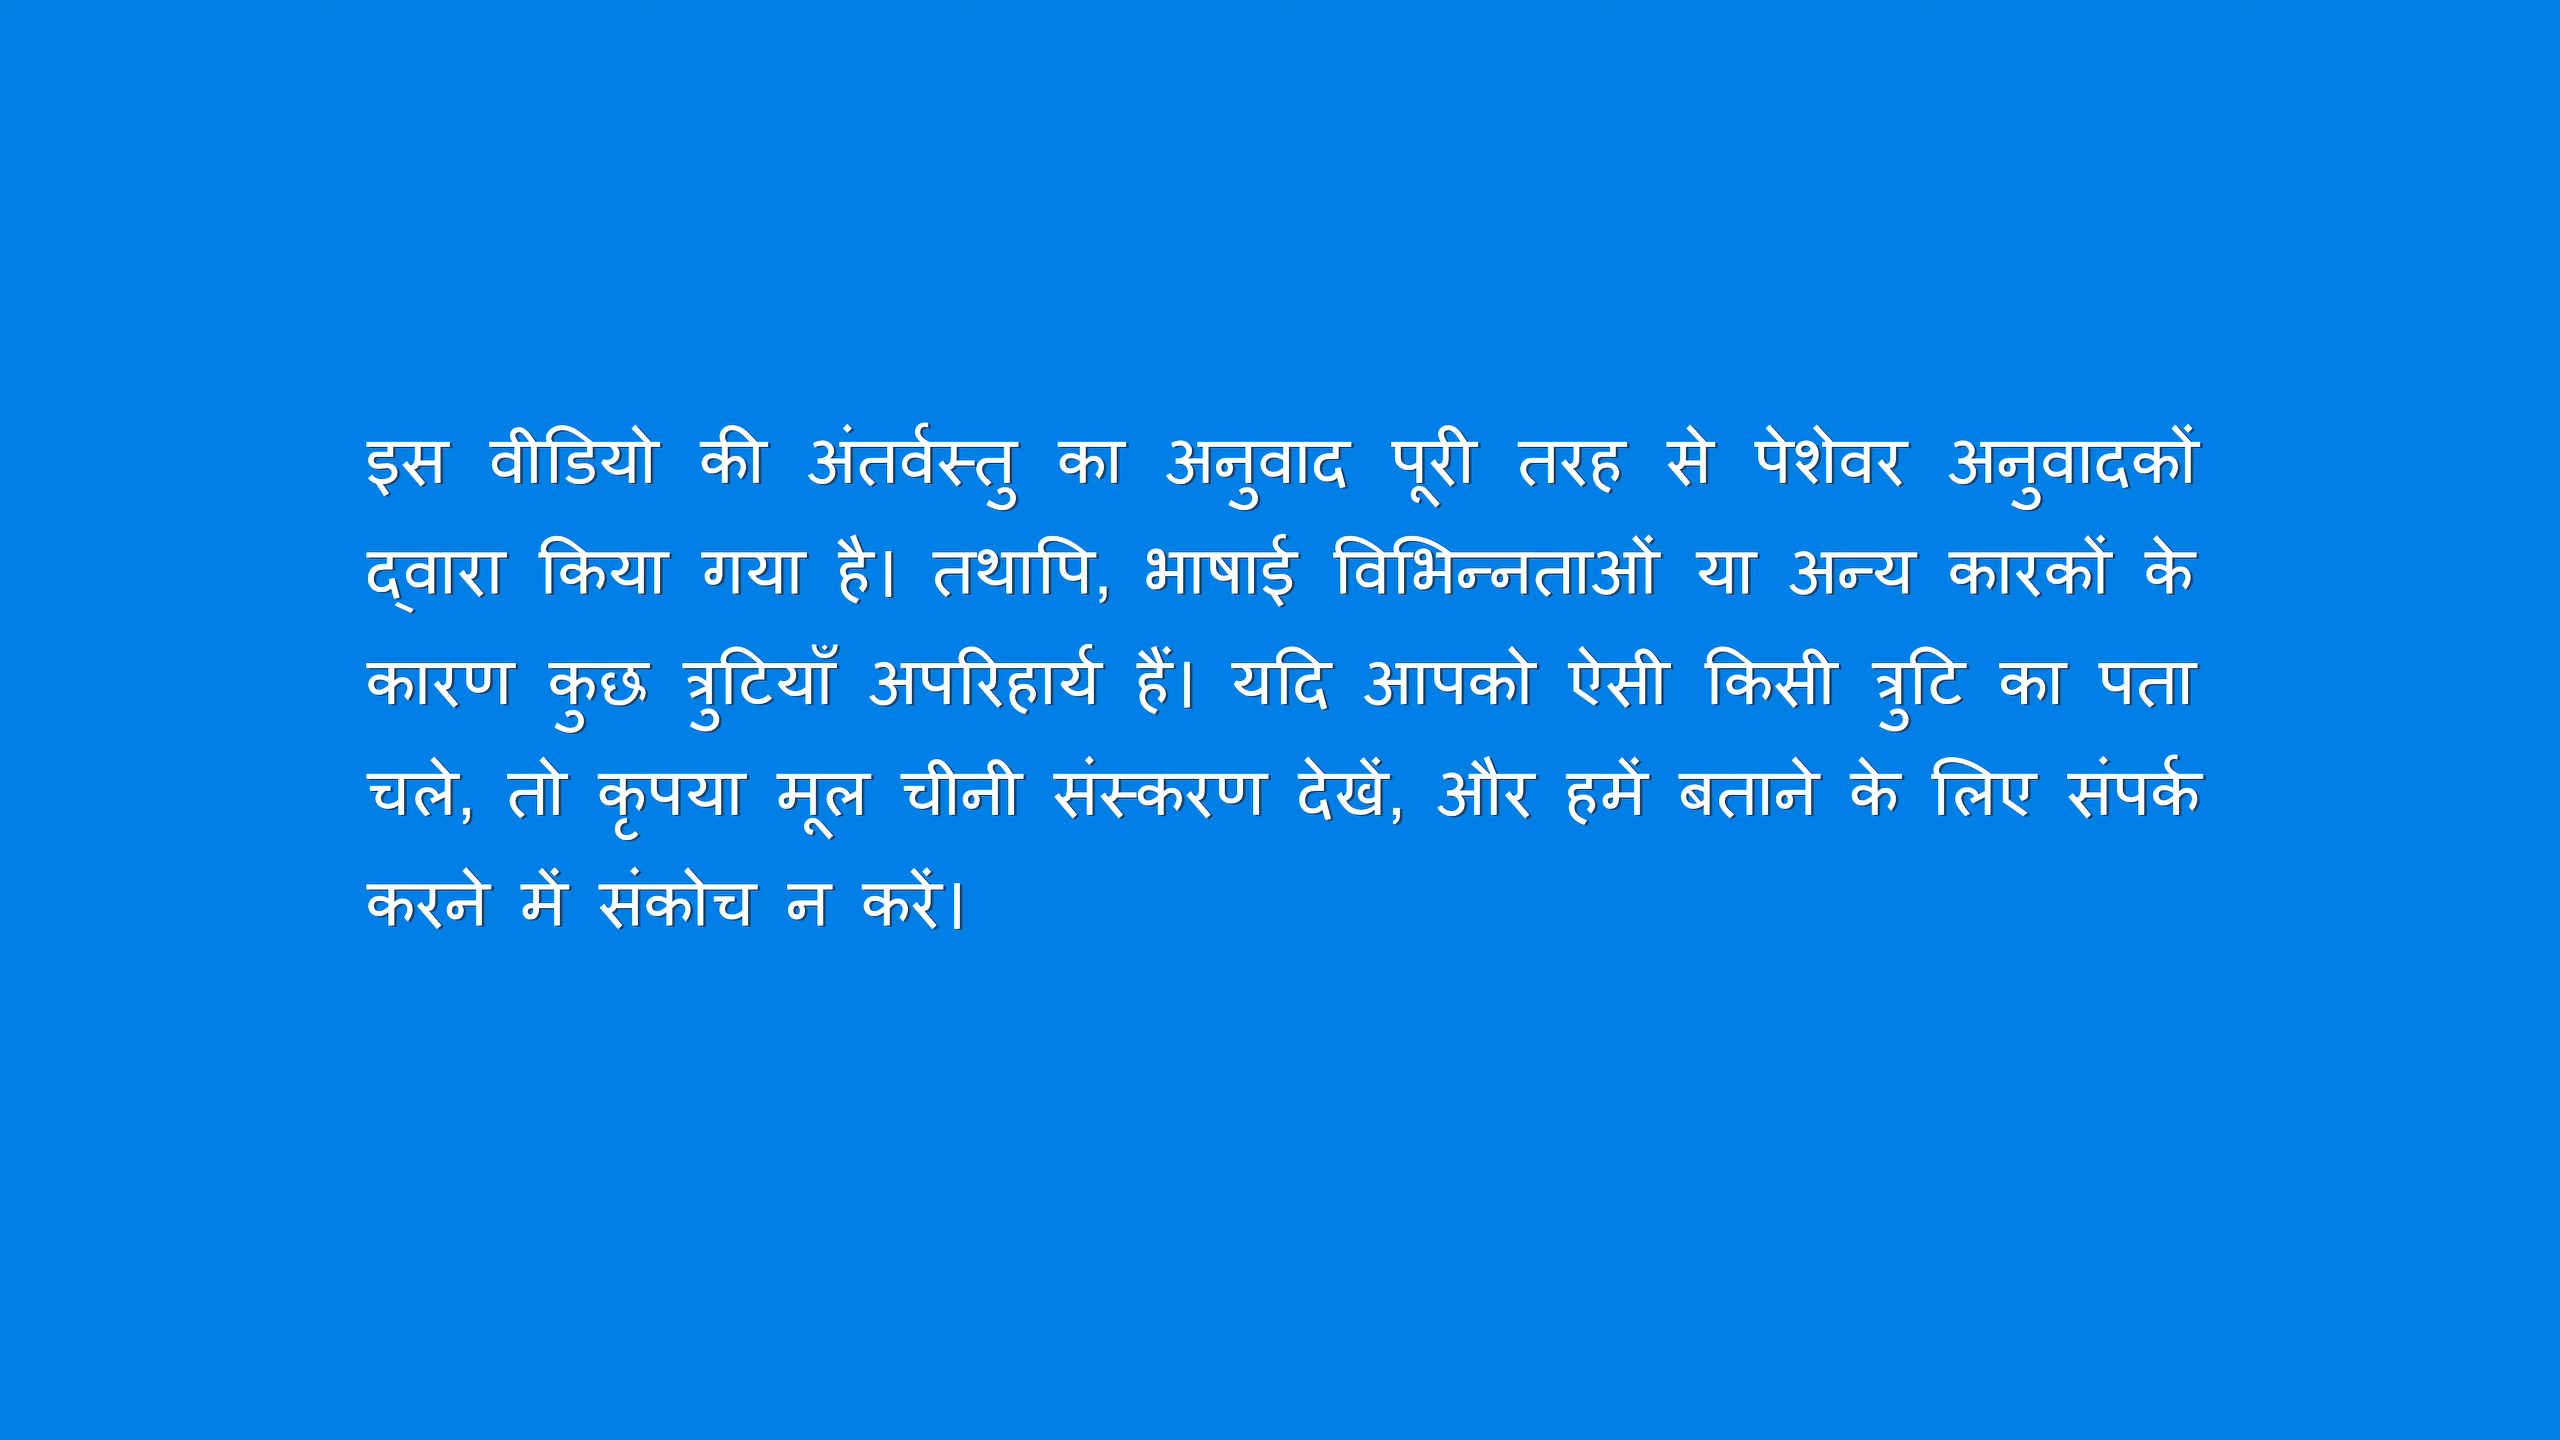 इस वीडियो की अंतर्वस्तु का अनुवाद पूरी तरह से पेशेवर अनुवादकों
द्वारा किया गया है। तथापि, भाषाई विभिन्नताओं या अन्य कारकों के
कारण कुछ त्रुटियाँ अपरिहार्य हैं। यदि आपको ऐसी किसी त्रुटि का पता
चले, तो कृपया मूल चीनी संस्करण देखें, और हमें बताने के लिए संपर्क
करने में संकोच न करें।